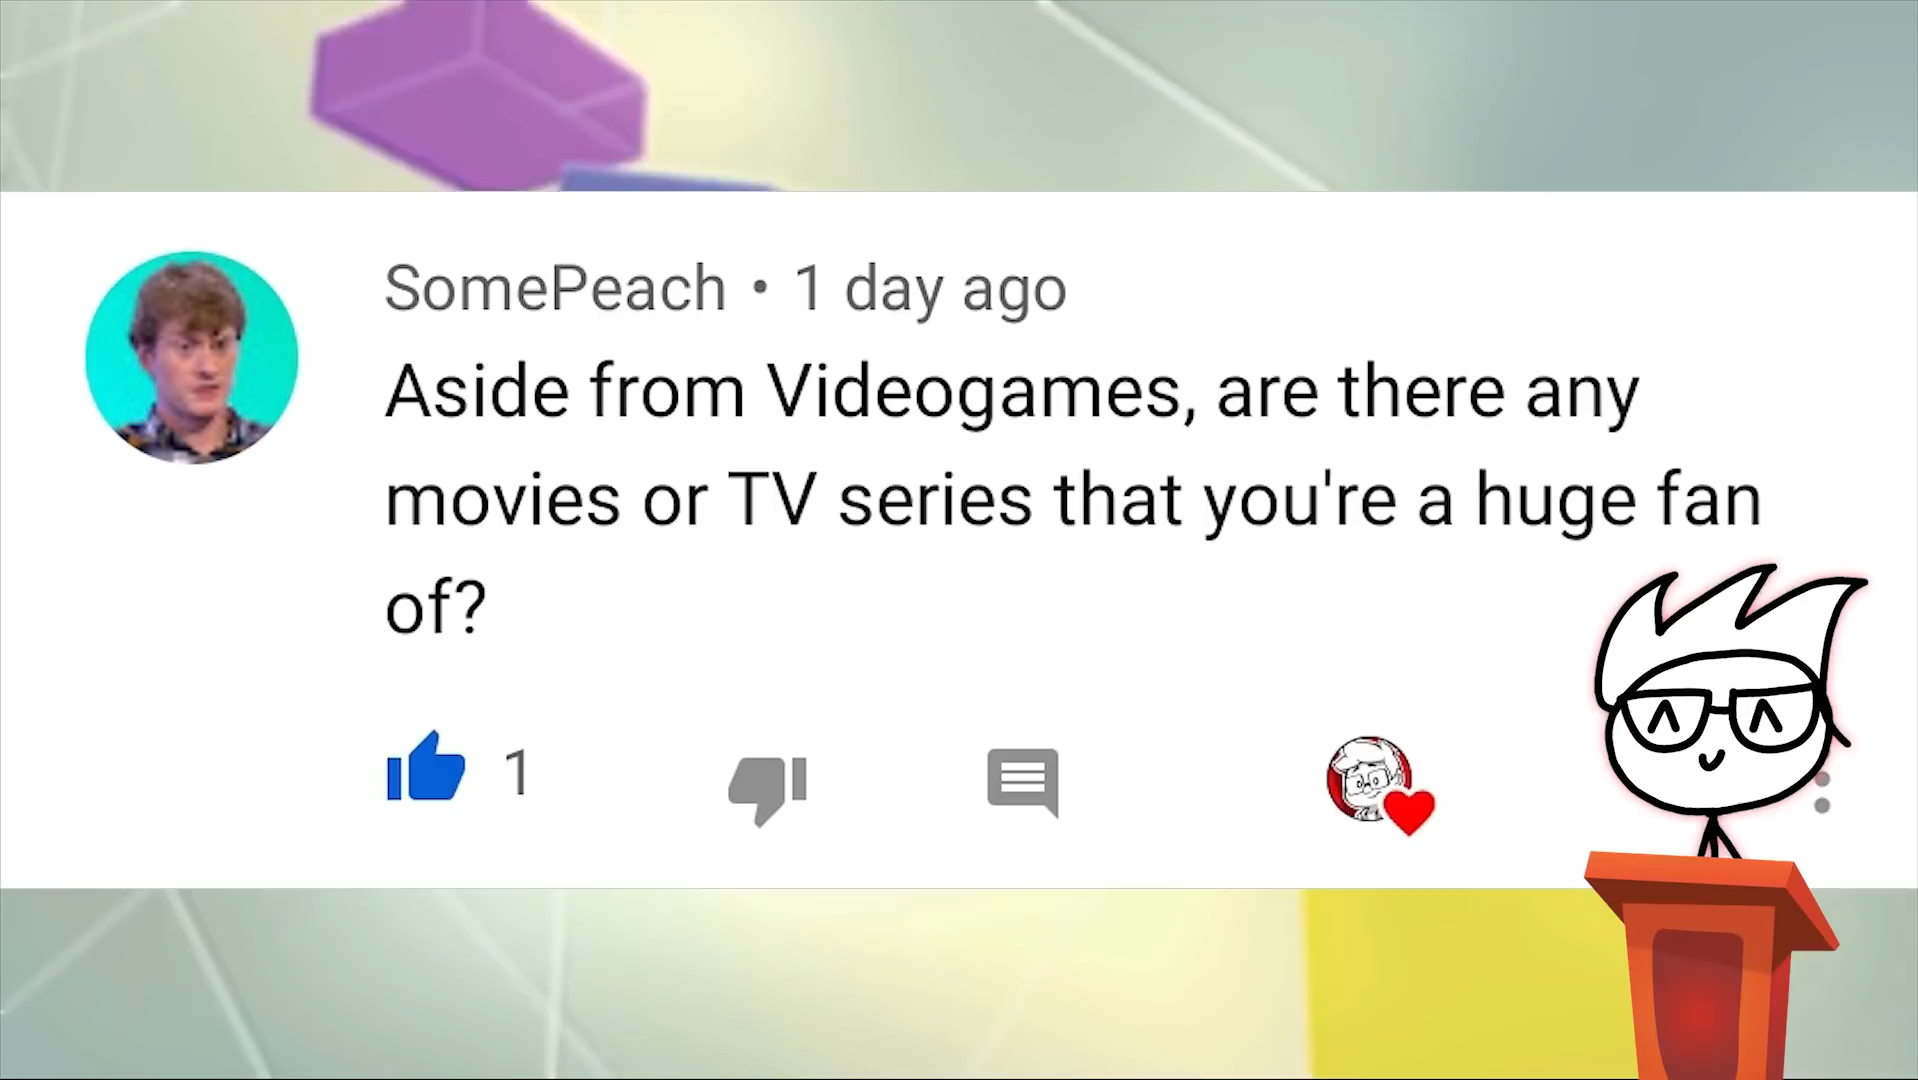 SomePeach • 1 day ago
Aside from Videogames, are there any
movies or TV series that you're a huge fan
of?
1